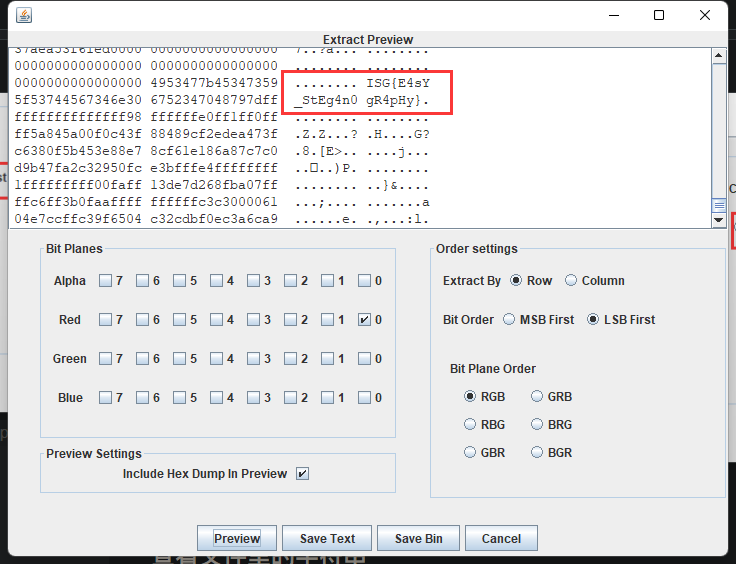 Extract Preview
37aea53f61ed0000 0000000000000000 7..?a... ........
0000000000000000 0000000000000000 ........ ........
0000000000000000 4953477b45347359 ........ ISG{E4sY
5f53744567346e30 6752347048797dff _StEg4n0 gR4pHy}.
ffffffffffffff98 ffffffe0ff1ff0ff ........ ........
ff5a845a00f0c43f 88489cf2edea473f .Z.Z...? .H....G?
c6380f5b453e88e7 8cf61e186a87c7c0 .8.[E>.. ....j...
d9b47fa2c32950fc e3bfffe4ffffffff ..\u007f..)P. ........
1fffffffff00faff 13de7d268fba07ff ........ ..}&....
ffc6ff3b0faaffff ffffffc3c3000061 ...;.... .......a
04e7ccffc39f6504 c32cdbf0ec3a6ca9 ......e. .,...:l.
Bit Planes
Alpha 7 6 5 4 3 2 1 0
Red 7 6 5 4 3 2 1 0
Green 7 6 5 4 3 2 1 0
Blue 7 6 5 4 3 2 1 0
Preview Settings
Include Hex Dump In Preview
Order settings
Extract By Row Column
Bit Order MSB First LSB First
Bit Plane Order
RGB GRB
RBG BRG
GBR BGR
Preview Save Text Save Bin Cancel